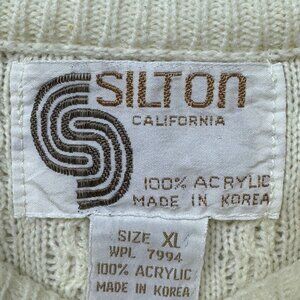 SILTON
CALIFORNIA
100% ACRYLIC
MADE IN KOREA
SIZE XL
WPL 7994
100% ACRYLIC
MADE IN KOREA